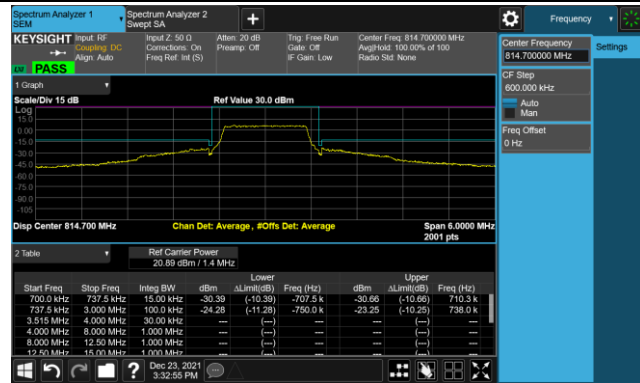 Spectrum Analyzer 1
SEM
Spectrum Analyzer 2
Swept SA
Frequency
KEYSIGHT
Input: RF
Coupling: DC
Align: Auto
Input Z: 50 Ω
Corrections: On
Freq Ref: Int (S)
Atten: 20 dB
Preamp: Off
Trig: Free Run
Gate: Off
IF Gain: Low
Center Freq: 814.700000 MHz
Avg|Hold: 100.00% of 100
Radio Std: None
PASS
Center Frequency
814.700000 MHz
Settings
CF Step
600.000 kHz
Auto
Man
Freq Offset
0 Hz
1 Graph
Scale/Div 15 dB
Ref Value 30.0 dBm
Log
15.0
0.00
-15.0
-30.0
-45.0
-60.0
-75.0
-90.0
-105
Disp Center 814.700 MHz
Chan Det: Average , #Offs Det: Average
Span 6.0000 MHz
2001 pts
2 Table
Ref Carrier Power
20.89 dBm / 1.4 MHz
Lower Upper
Start Freq Stop Freq Integ BW dBm ΔLimit(dB) Freq (Hz) dBm ΔLimit(dB) Freq (Hz)
700.0 kHz 737.5 kHz 15.00 kHz -30.39 (-10.39) -707.5 k -30.66 (-10.66) 710.3 k
737.5 kHz 3.000 MHz 100.0 kHz -24.28 (-11.28) -750.0 k -23.25 (-10.25) 738.0 k
3.515 MHz 4.000 MHz 30.00 kHz --- (---) --- --- (---) ---
4.000 MHz 8.000 MHz 1.000 MHz --- (---) --- --- (---) ---
8.000 MHz 12.50 MHz 1.000 MHz --- (---) --- --- (---) ---
12.50 MHz 15.00 MHz 1.000 MHz --- (---) --- --- (---) ---
?
Dec 23, 2021
3:32:55 PM